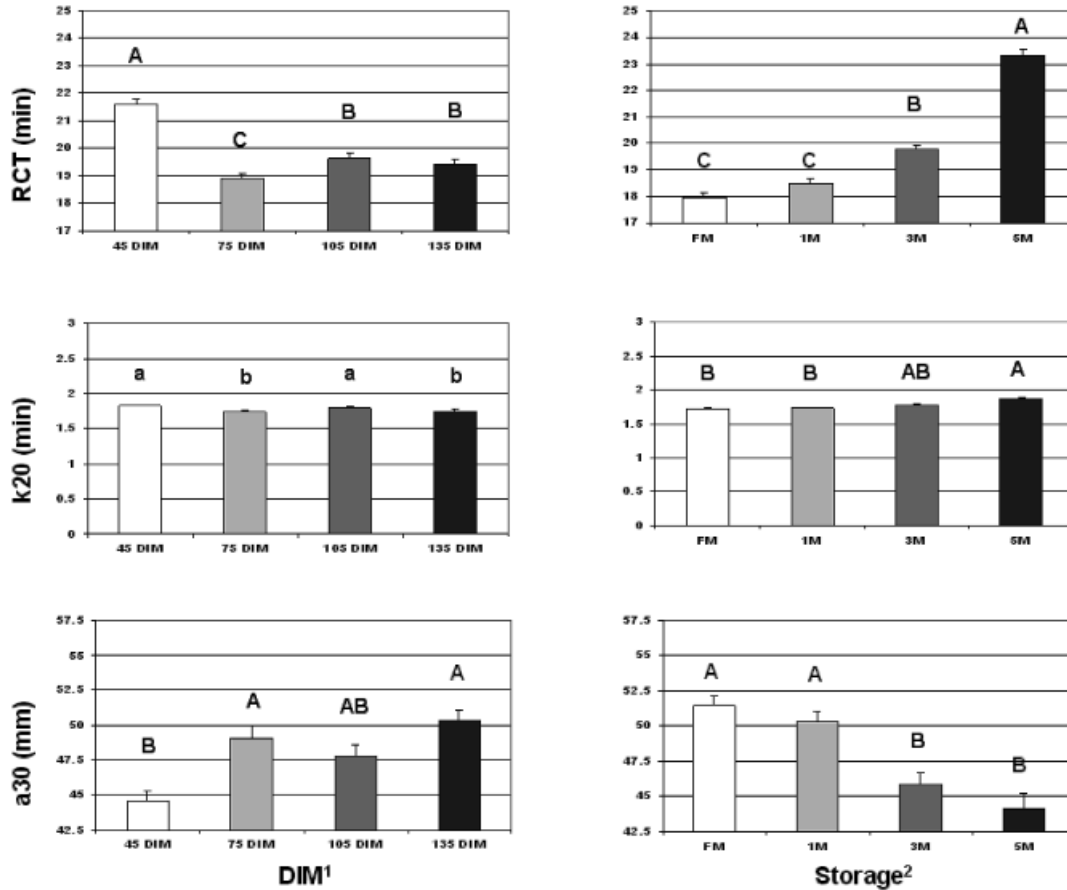 RCT (min)
25
24
23
22
21
20
19
18
17
A
C
B
B
45 DIM 75 DIM 105 DIM 135 DIM
25
24
23
22
21
20
19
18
17
C
C
B
A
FM 1M 3M 5M
k20 (min)
3
2.5
2
1.5
1
0.5
0
a b a b
45 DIM 75 DIM 105 DIM 135 DIM
3
2.5
2
1.5
1
0.5
0
B B AB A
FM 1M 3M 5M
a30 (mm)
57.5
55
52.5
50
47.5
45
42.5
B
A
AB
A
45 DIM 75 DIM 105 DIM 135 DIM
DIM¹
57.5
55
52.5
50
47.5
45
42.5
A
A
B
B
FM 1M 3M 5M
Storage²